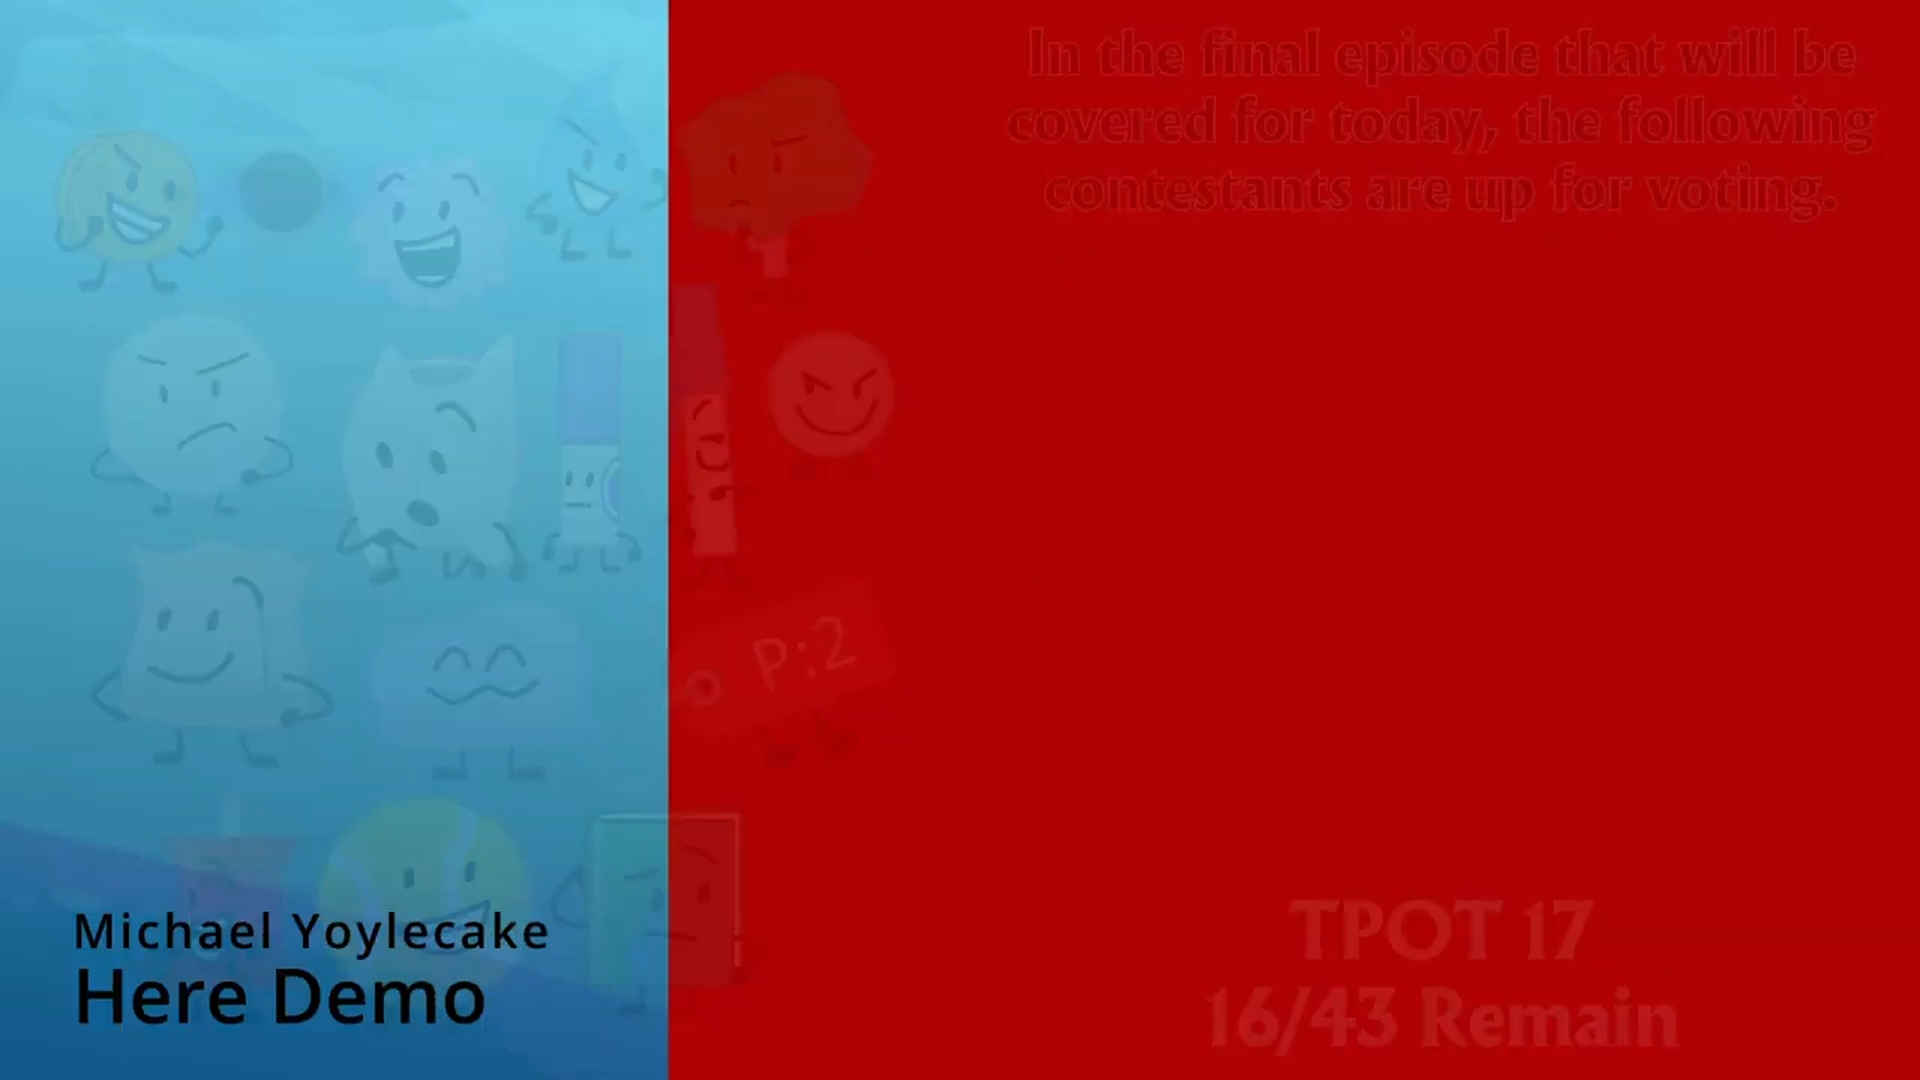 In the final episode that will be
covered for today, the following
contestants are up for voting.
o P:2
Michael Yoylecake
Here Demo
TPOT 17
16/43 Remain